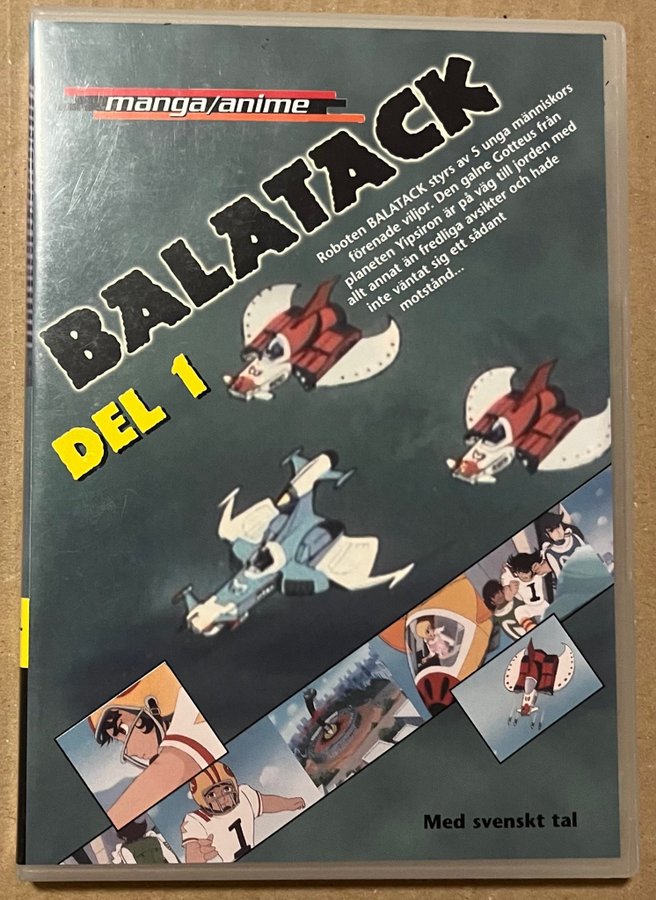 manga/anime
BALATACK
DEL 1
Roboten BALATACK styrs av 5 unga människors
förenade viljor. Den galne Gotteus från
planeten Yipsiron är på väg till jorden med
allt annat än fredliga avsikter och hade
inte väntat sig ett sådant
motstånd...
1
1
Med svenskt tal